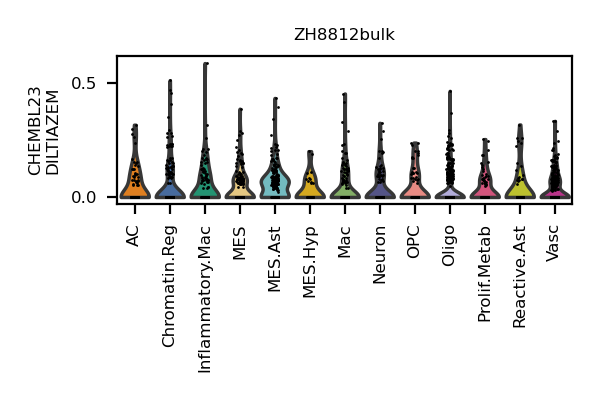 ZH8812bulk
CHEMBL23
DILTIAZEM
0.5
0.0
AC
Chromatin.Reg
Inflammatory.Mac
MES
MES.Ast
MES.Hyp
Mac
Neuron
OPC
Oligo
Prolif.Metab
Reactive.Ast
Vasc